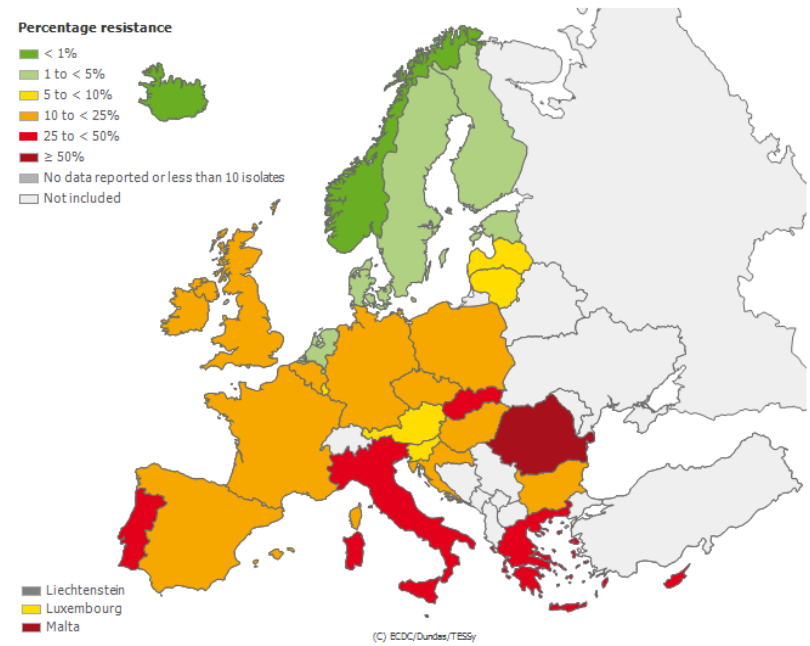 Percentage resistance
< 1%
1 to < 5%
5 to < 10%
10 to < 25%
25 to < 50%
≥ 50%
No data reported or less than 10 isolates
Not included
Liechtenstein
Luxembourg
Malta
(C) ECDC/Dundas/TESSy